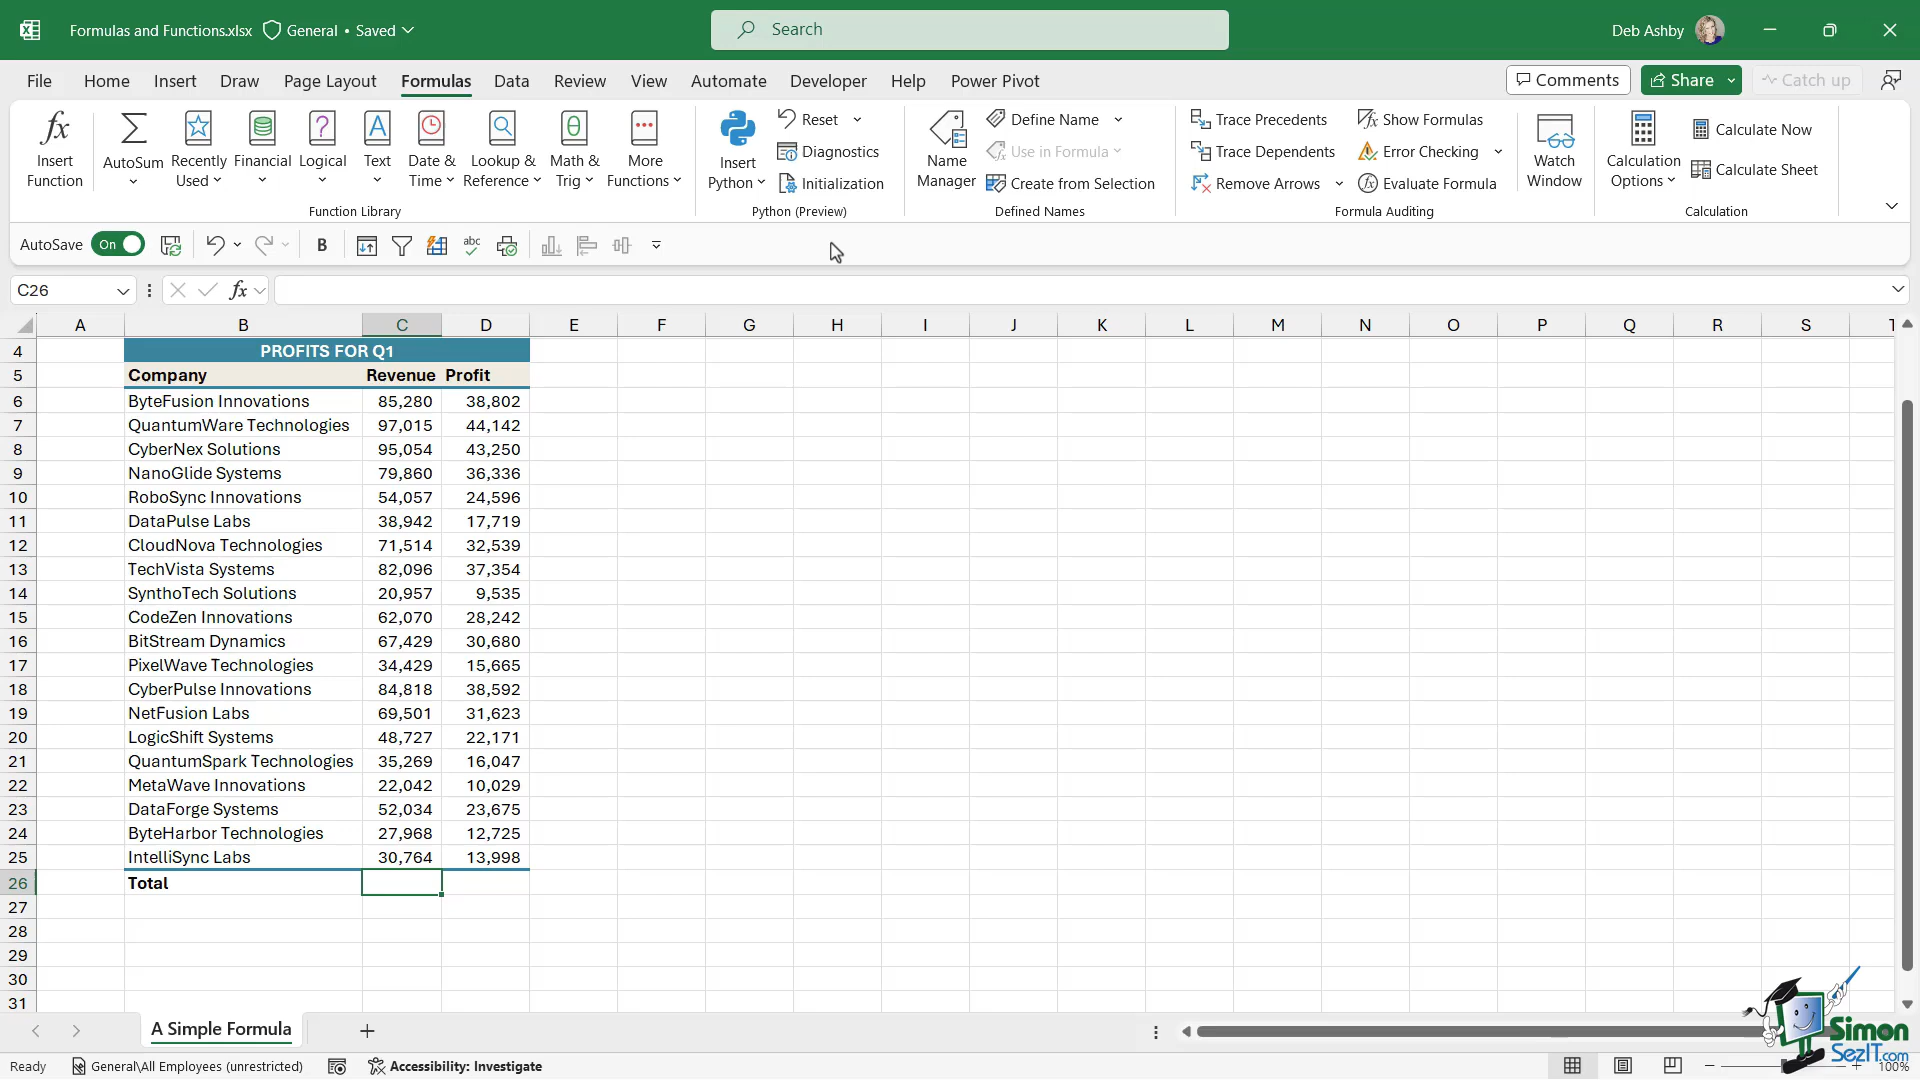 Formulas and Functions.xlsx General • Saved
Search
Deb Ashby
File Home Insert Draw Page Layout Formulas Data Review View Automate Developer Help Power Pivot
Comments Share Catch up
Insert Function
AutoSum
Recently Used
Financial
Logical
Text
Date & Time
Lookup & Reference
Math & Trig
More Functions
Function Library
Insert Python
Reset
Diagnostics
Initialization
Python (Preview)
Name Manager
Define Name
Use in Formula
Create from Selection
Defined Names
Trace Precedents
Trace Dependents
Remove Arrows
Show Formulas
Error Checking
Evaluate Formula
Formula Auditing
Watch Window
Calculation Options
Calculate Now
Calculate Sheet
Calculation
AutoSave On B abc
C26 fx
A B C D E F G H I J K L M N O P Q R S
4 PROFITS FOR Q1
5 Company Revenue Profit
6 ByteFusion Innovations 85,280 38,802
7 QuantumWare Technologies 97,015 44,142
8 CyberNex Solutions 95,054 43,250
9 NanoGlide Systems 79,860 36,336
10 RoboSync Innovations 54,057 24,596
11 DataPulse Labs 38,942 17,719
12 CloudNova Technologies 71,514 32,539
13 TechVista Systems 82,096 37,354
14 SynthoTech Solutions 20,957 9,535
15 CodeZen Innovations 62,070 28,242
16 BitStream Dynamics 67,429 30,680
17 PixelWave Technologies 34,429 15,665
18 CyberPulse Innovations 84,818 38,592
19 NetFusion Labs 69,501 31,623
20 LogicShift Systems 48,727 22,171
21 QuantumSpark Technologies 35,269 16,047
22 MetaWave Innovations 22,042 10,029
23 DataForge Systems 52,034 23,675
24 ByteHarbor Technologies 27,968 12,725
25 IntelliSync Labs 30,764 13,998
26 Total
27
28
29
30
31
A Simple Formula
Simon
SezIT.com
Ready General\All Employees (unrestricted) Accessibility: Investigate 100%